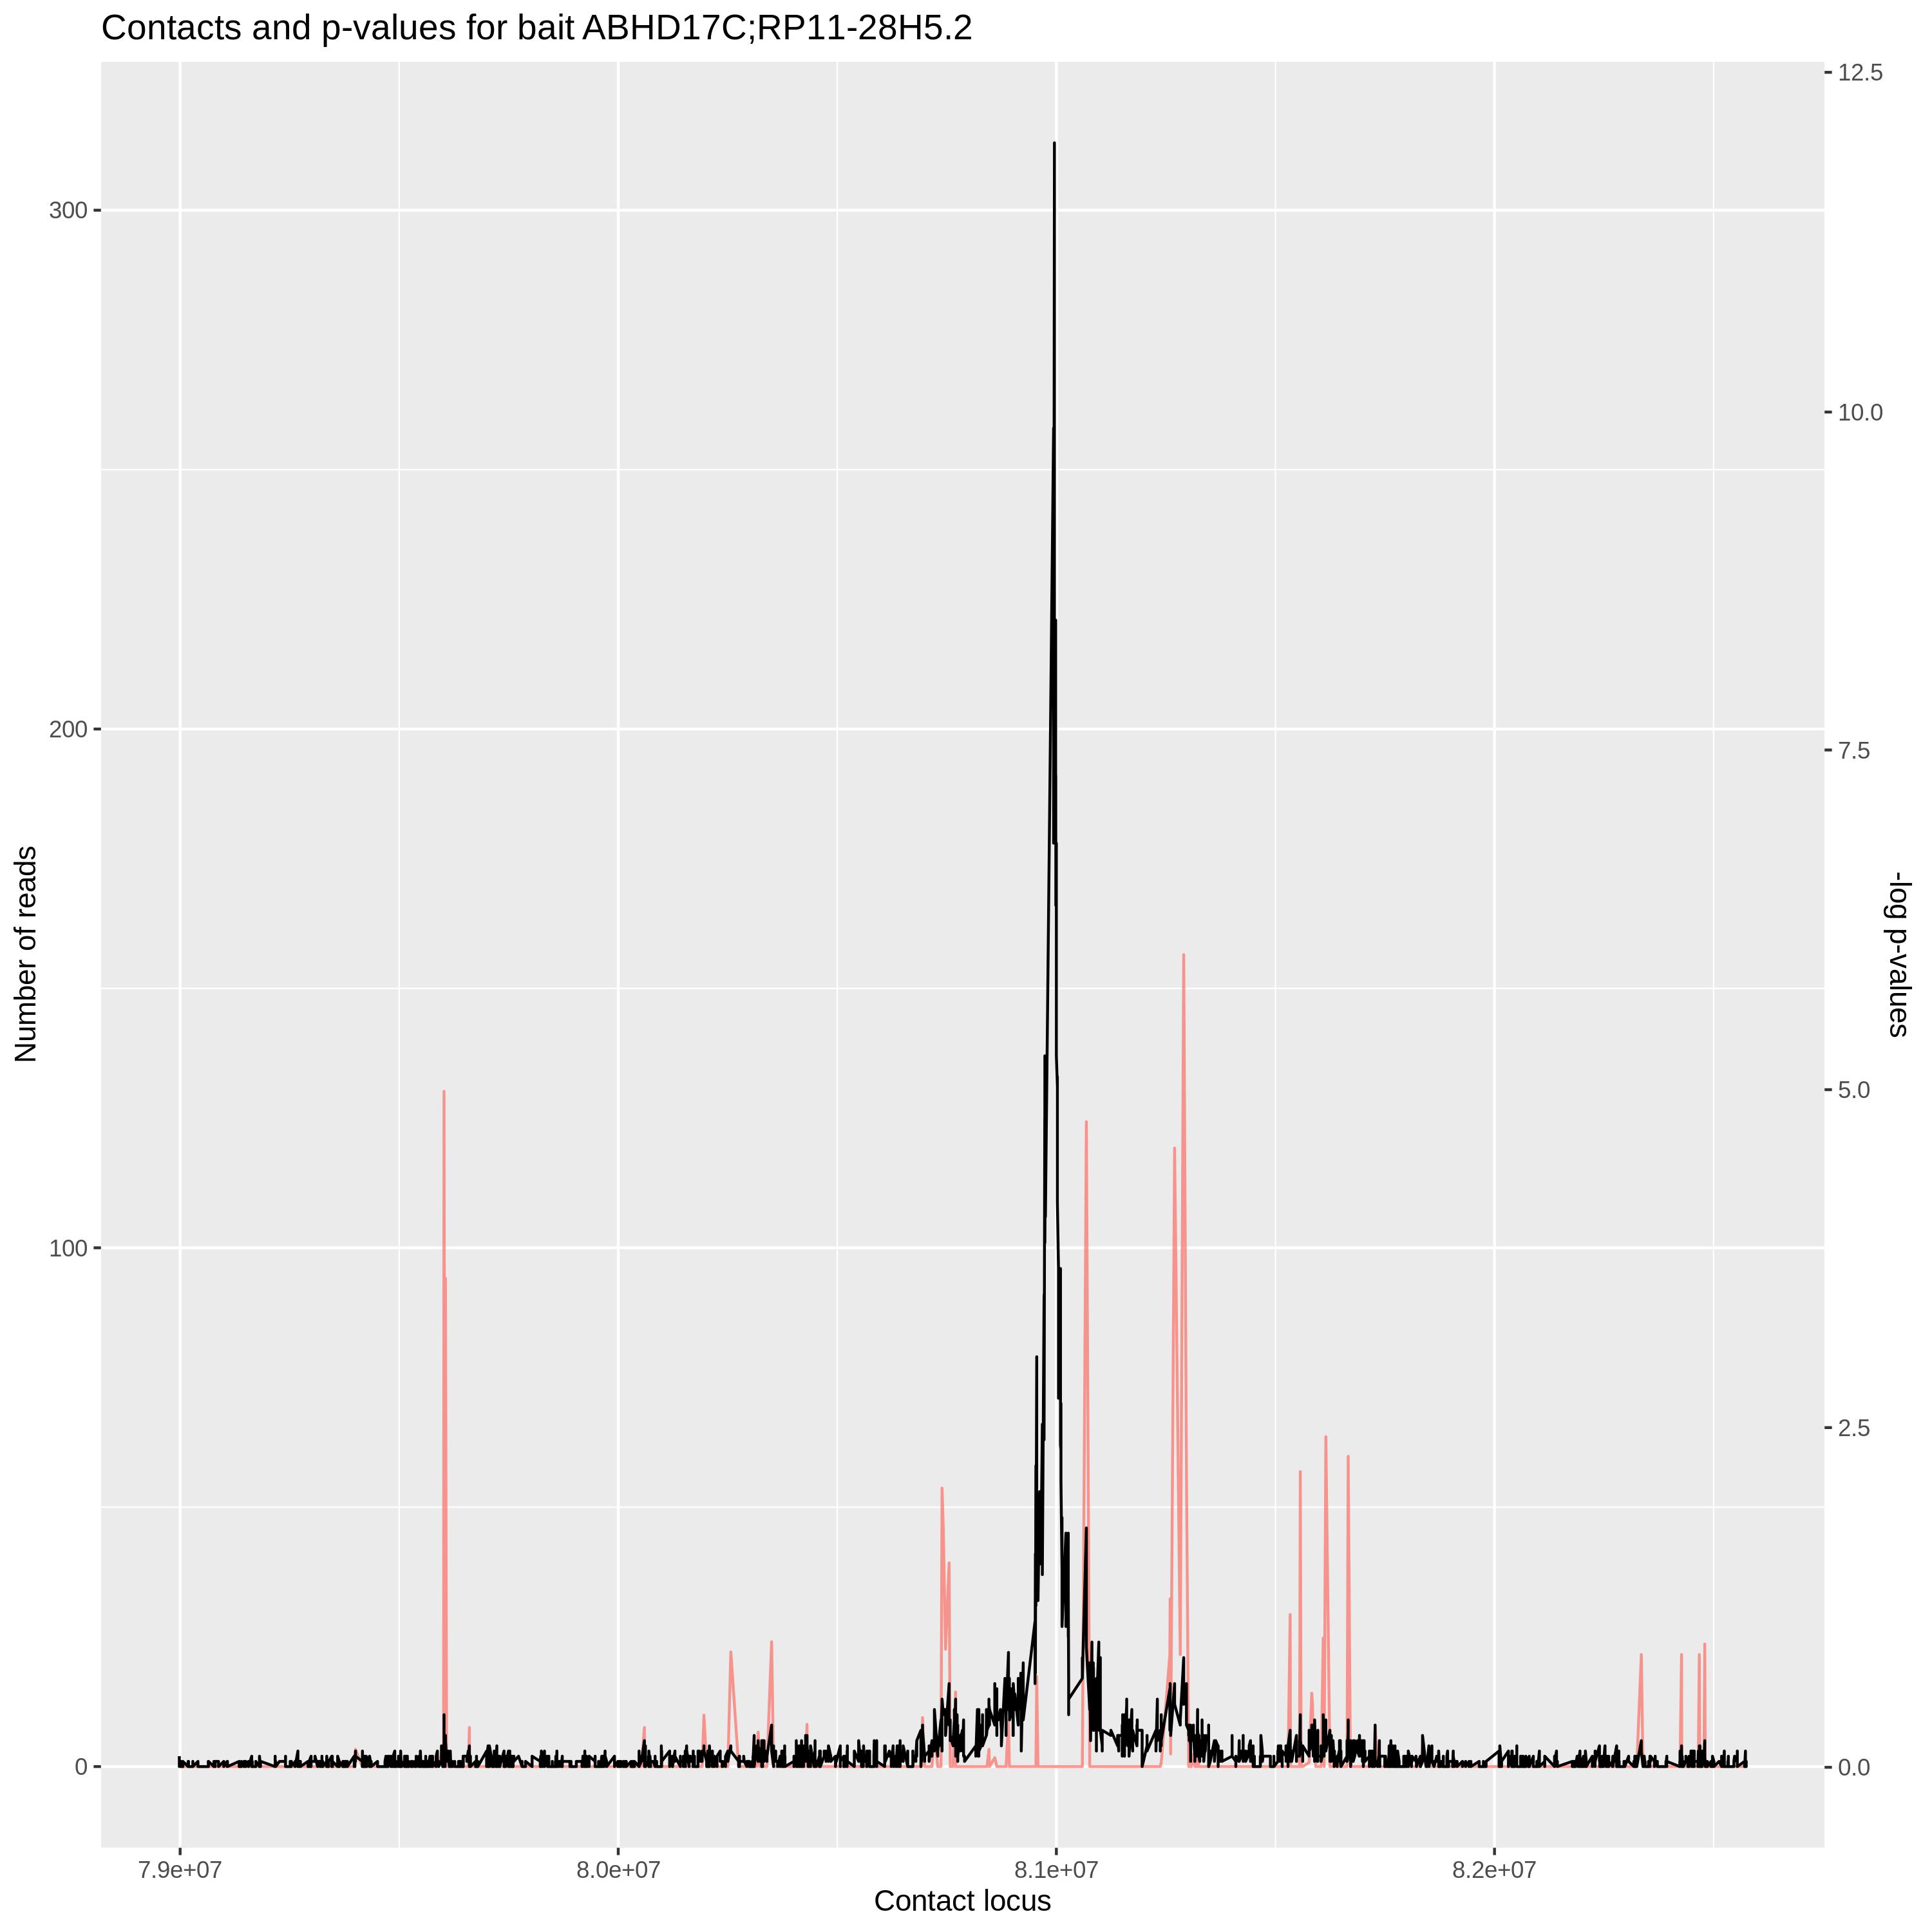 Contacts and p-values for bait ABHD17C;RP11-28H5.2
Number of reads
300
200
100
0
12.5
10.0
7.5
5.0
2.5
0.0
-log p-values
7.9e+07
8.0e+07
8.1e+07
8.2e+07
Contact locus